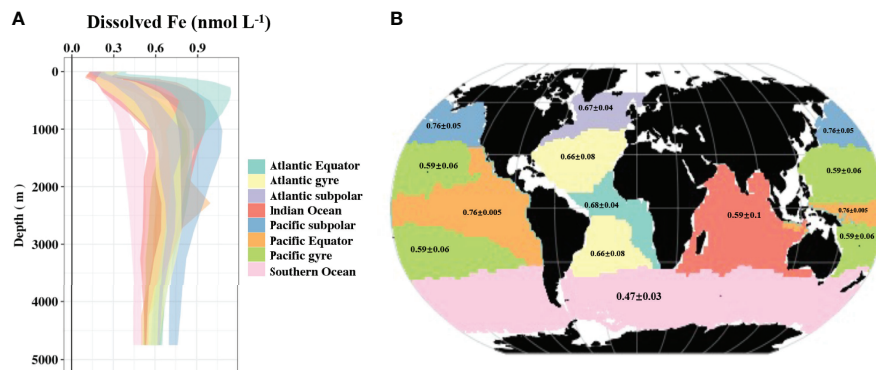 A
Dissolved Fe (nmol L-1)
0.0 0.3 0.6 0.9
0
1000
2000
3000
4000
5000
Depth ( m )
Atlantic Equator
Atlantic gyre
Atlantic subpolar
Indian Ocean
Pacific subpolar
Pacific Equator
Pacific gyre
Southern Ocean
B
0.67±0.04
0.76±0.05
0.76±0.05
0.66±0.08
0.59±0.06
0.59±0.06
0.68±0.04
0.59±0.1
0.76±0.005
0.76±0.005
0.59±0.06
0.59±0.06
0.66±0.08
0.47±0.03